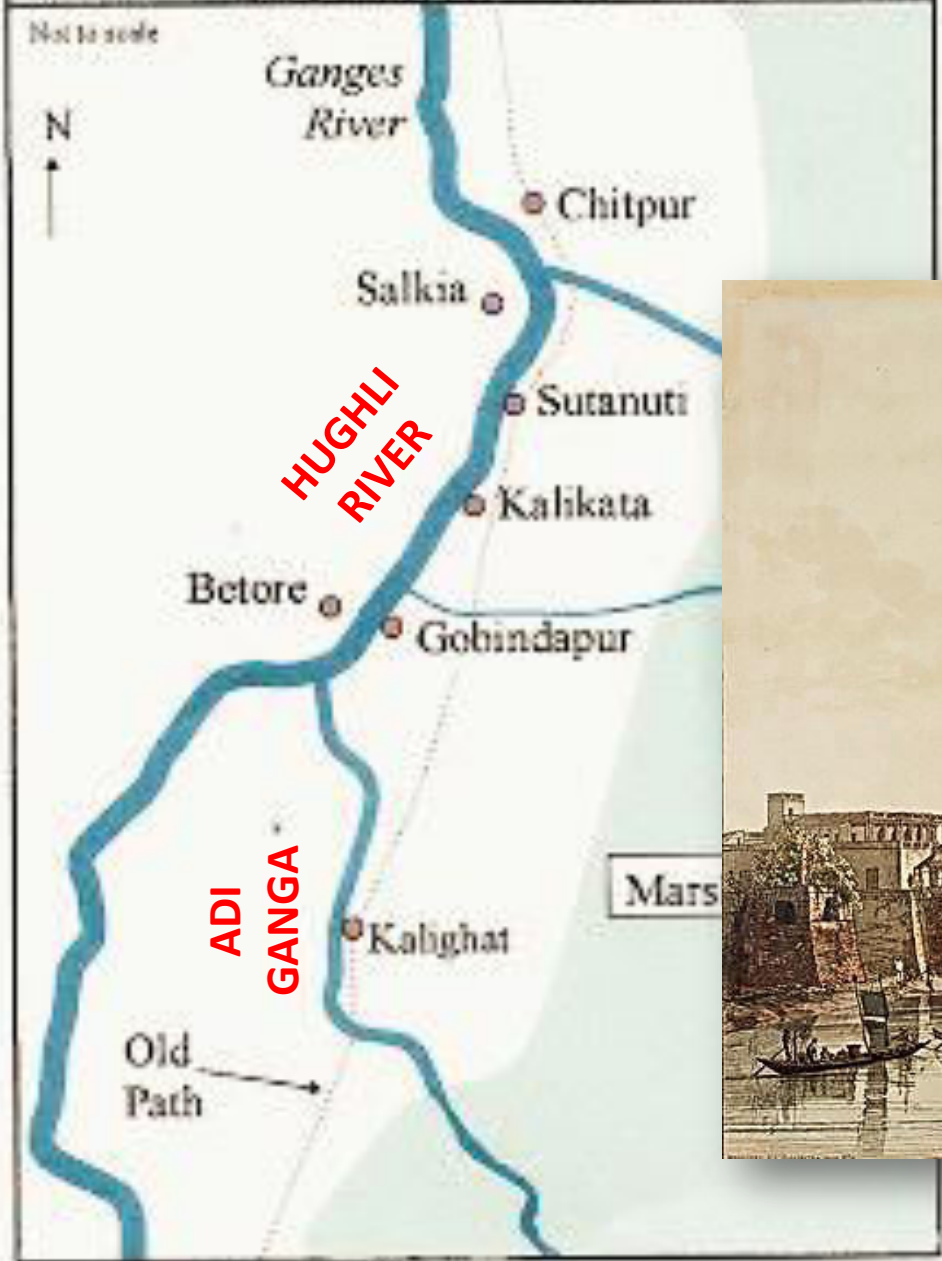 Not to scale
N
Ganges
River
Chitpur
Salkia
HUGHLI
RIVER
Sutanuti
Kalikata
Betore
Gobindapur
ADI
GANGA
Mars
Kalighat
Old
Path